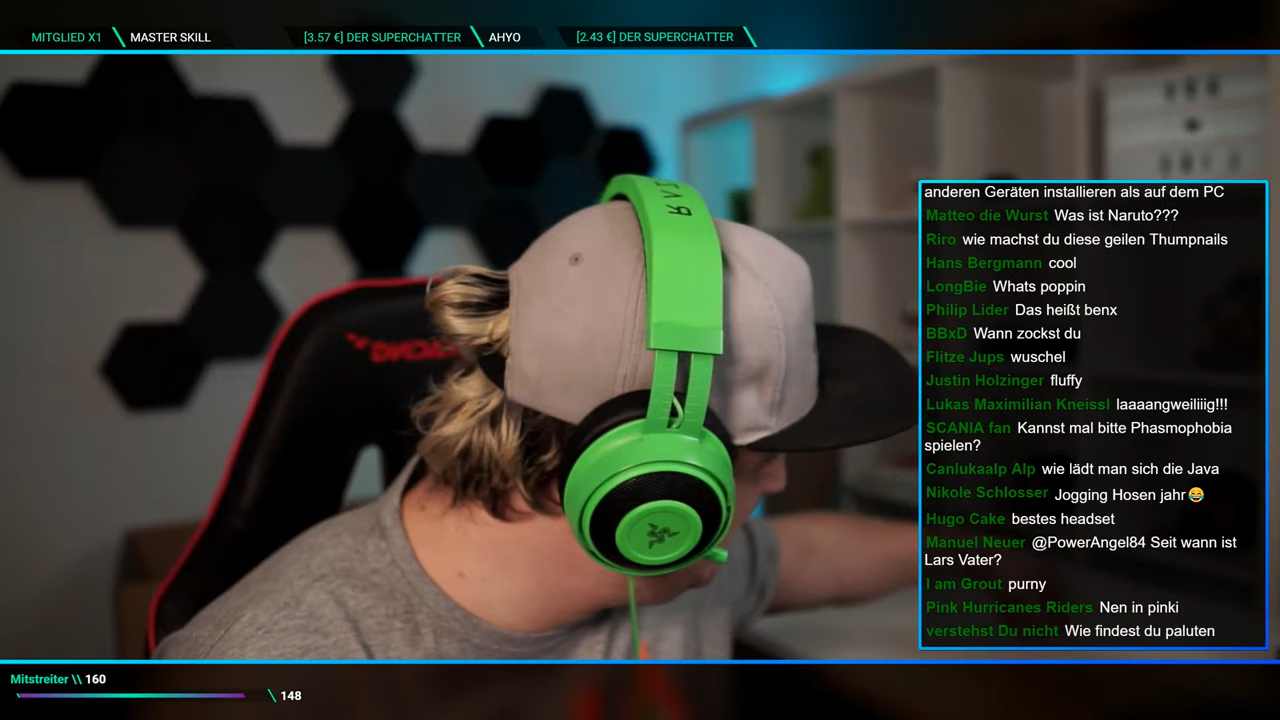 MITGLIED X1 MASTER SKILL [3.57 €] DER SUPERCHATTER AHYO [2.43 €] DER SUPERCHATTER
anderen Geräten installieren als auf dem PC
Matteo die Wurst Was ist Naruto???
Riro wie machst du diese geilen Thumpnails
Hans Bergmann cool
LongBie Whats poppin
Philip Lider Das heißt benx
BBxD Wann zockst du
Flitze Jups wuschel
Justin Holzinger fluffy
Lukas Maximilian Kneissl laaaangweiliiig!!!
SCANIA fan Kannst mal bitte Phasmophobia
spielen?
Canlukaalp Alp wie lädt man sich die Java
Nikole Schlosser Jogging Hosen jahr😂
Hugo Cake bestes headset
Manuel Neuer @PowerAngel84 Seit wann ist
Lars Vater?
I am Grout purny
Pink Hurricanes Riders Nen in pinki
verstehst Du nicht Wie findest du paluten
Mitstreiter \\ 160
\ 148